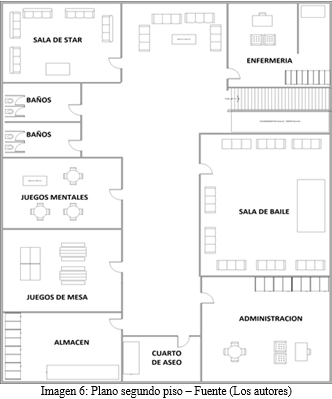 SALA DE STAR
ENFERMERIA
BAÑOS
BAÑOS
JUEGOS MENTALES
SALA DE BAILE
JUEGOS DE MESA
ADMINISTRACION
ALMACEN
CUARTO
DE ASEO
Imagen 6: Plano segundo piso – Fuente (Los autores)